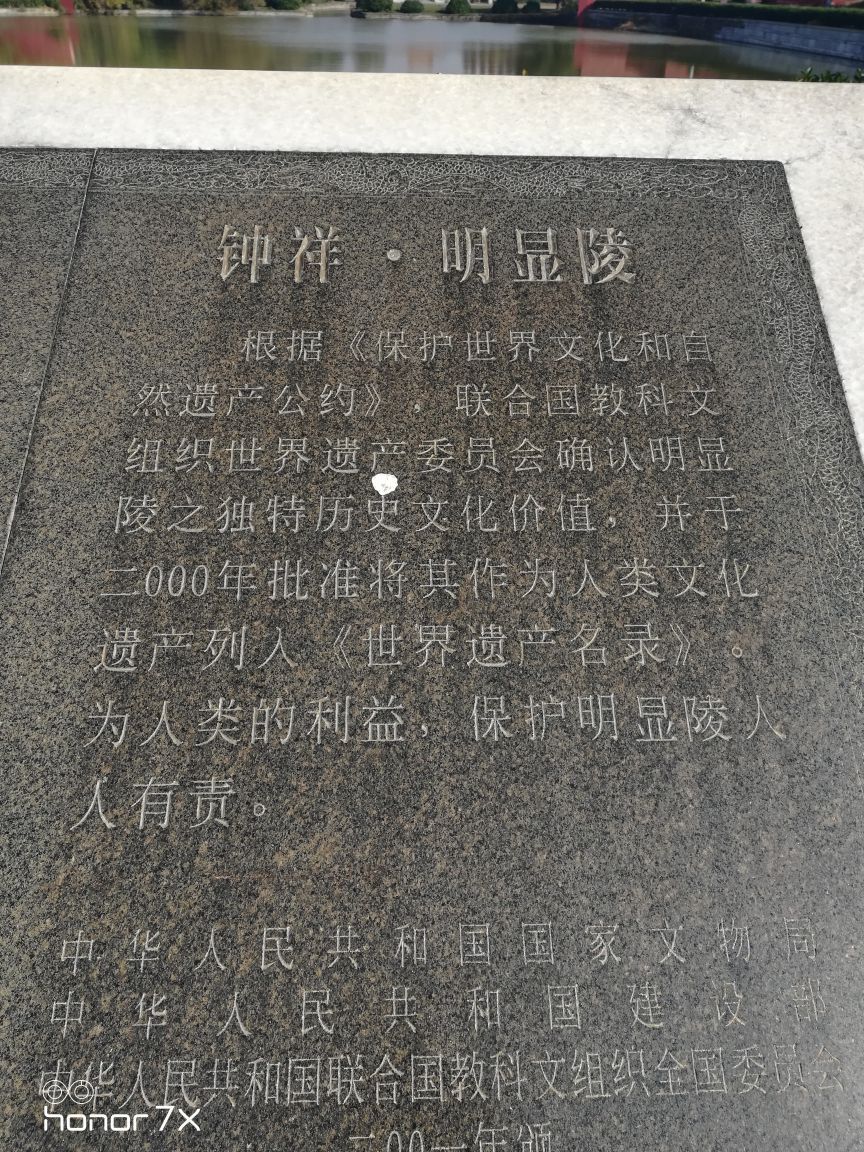 钟祥·明显陵
根据《保护世界文化和自
然遗产公约》，联合国教科文
组织世界遗产委员会确认明显
陵之独特历史文化价值，并于
二000年批准将其作为人类文化
遗产列入《世界遗产名录》。
为人类的利益，保护明显陵人
人有责。
中华人民共和国国家文物局
中华人民共和国建设部
中华人民共和国联合国教科文组织全国委员会
二00一年颁
honor 7X